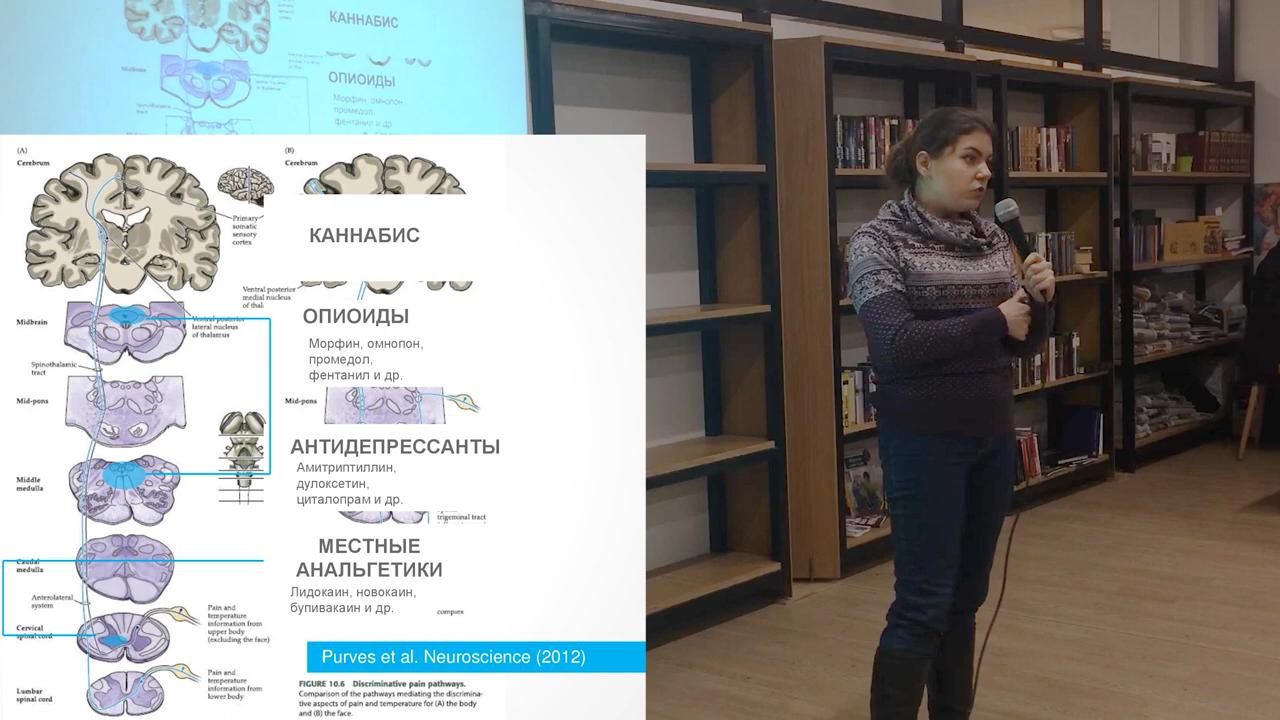 КАННАБИС
ОПИОИДЫ
Морфин, омнопон,
промедол,
фентанил и др.
(A)
Cerebrum
Primary
somatic
sensory
cortex
Ventral posterior
lateral nucleus
of thalamus
Midbrain
Spinothalamic
tract
Mid-pons
Middle
medulla
Caudal
medulla
Anterolateral
system
Cervical
spinal cord
Pain and
temperature
information from
upper body
(excluding the face)
Lumbar
spinal cord
Pain and
temperature
information from
lower body
(B)
Cerebrum
КАННАБИС
Ventral posterior
medial nucleus
of thal
ОПИОИДЫ
Морфин, омнопон,
промедол,
фентанил и др.
Mid-pons
АНТИДЕПРЕССАНТЫ
Амитриптиллин,
дулоксетин,
циталопрам и др.
trigeminal tract
МЕСТНЫЕ
АНАЛЬГЕТИКИ
Лидокаин, новокаин,
бупивакаин и др.
complex
Purves et al. Neuroscience (2012)
FIGURE 10.6 Discriminative pain pathways.
Comparison of the pathways mediating the discrimina-
tive aspects of pain and temperature for (A) the body
and (B) the face.